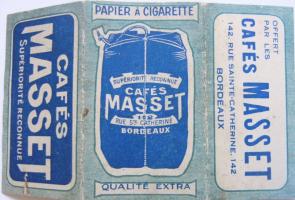 CAFÉS
MASSET
SUPÉRIORITÉ RECONNUE
PAPIER À CIGARETTE
SUPÉRIORITÉ RECONNUE
CAFÉS
MASSET
142
RUE STE CATHERINE
BORDEAUX
QUALITÉ EXTRA
OFFERT
PAR LES
CAFÉS MASSET
142, RUE SAINTE-CATHERINE, 142
BORDEAUX